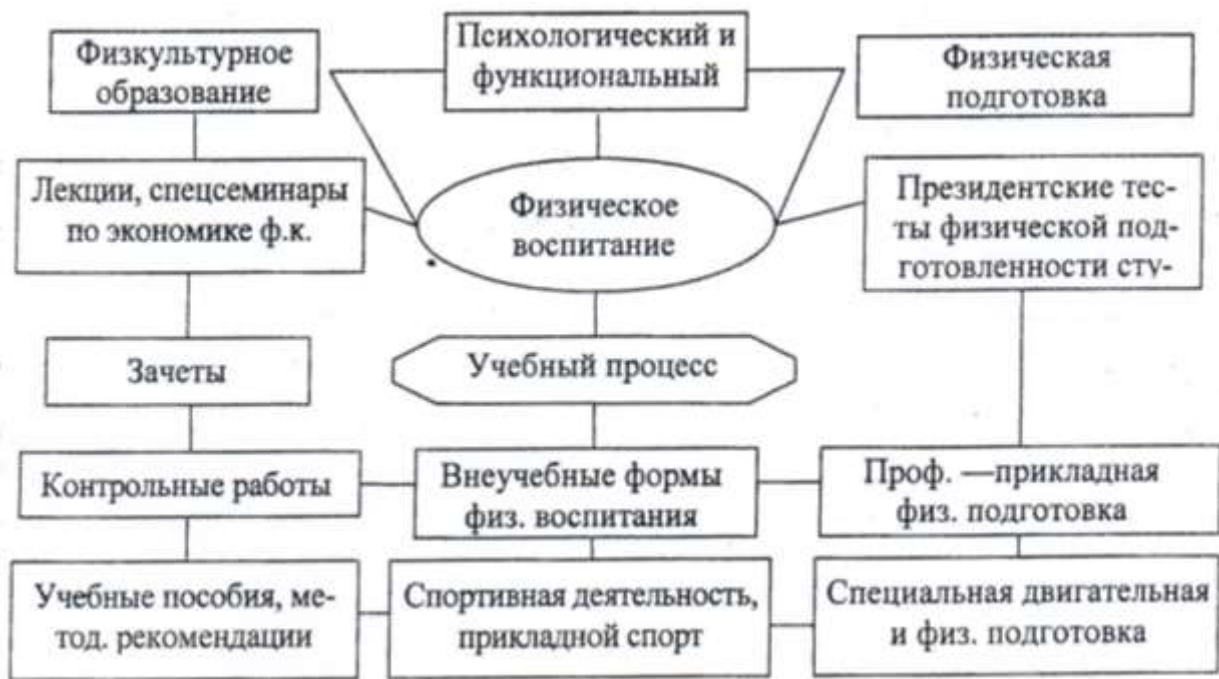 Физкультурное
образование
Психологический и
функциональный
Физическая
подготовка
Лекции, спецсеминары
по экономике ф.к.
Физическое
воспитание
Президентские тес-
ты физической под-
готовленности сту-
Зачеты
Учебный процесс
Контрольные работы
Внеучебные формы
физ. воспитания
Проф. —прикладная
физ. подготовка
Учебные пособия, ме-
тод. рекомендации
Спортивная деятельность,
прикладной спорт
Специальная двигательная
и физ. подготовка